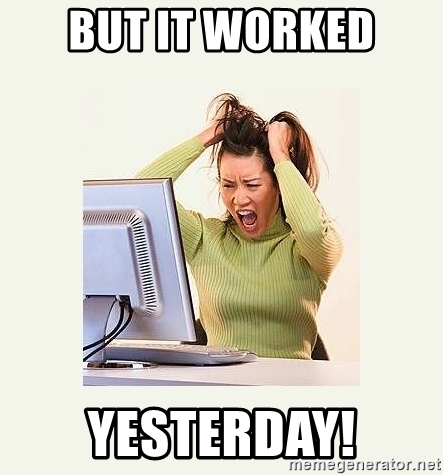 BUT IT WORKED
YESTERDAY!
memegenerator.net